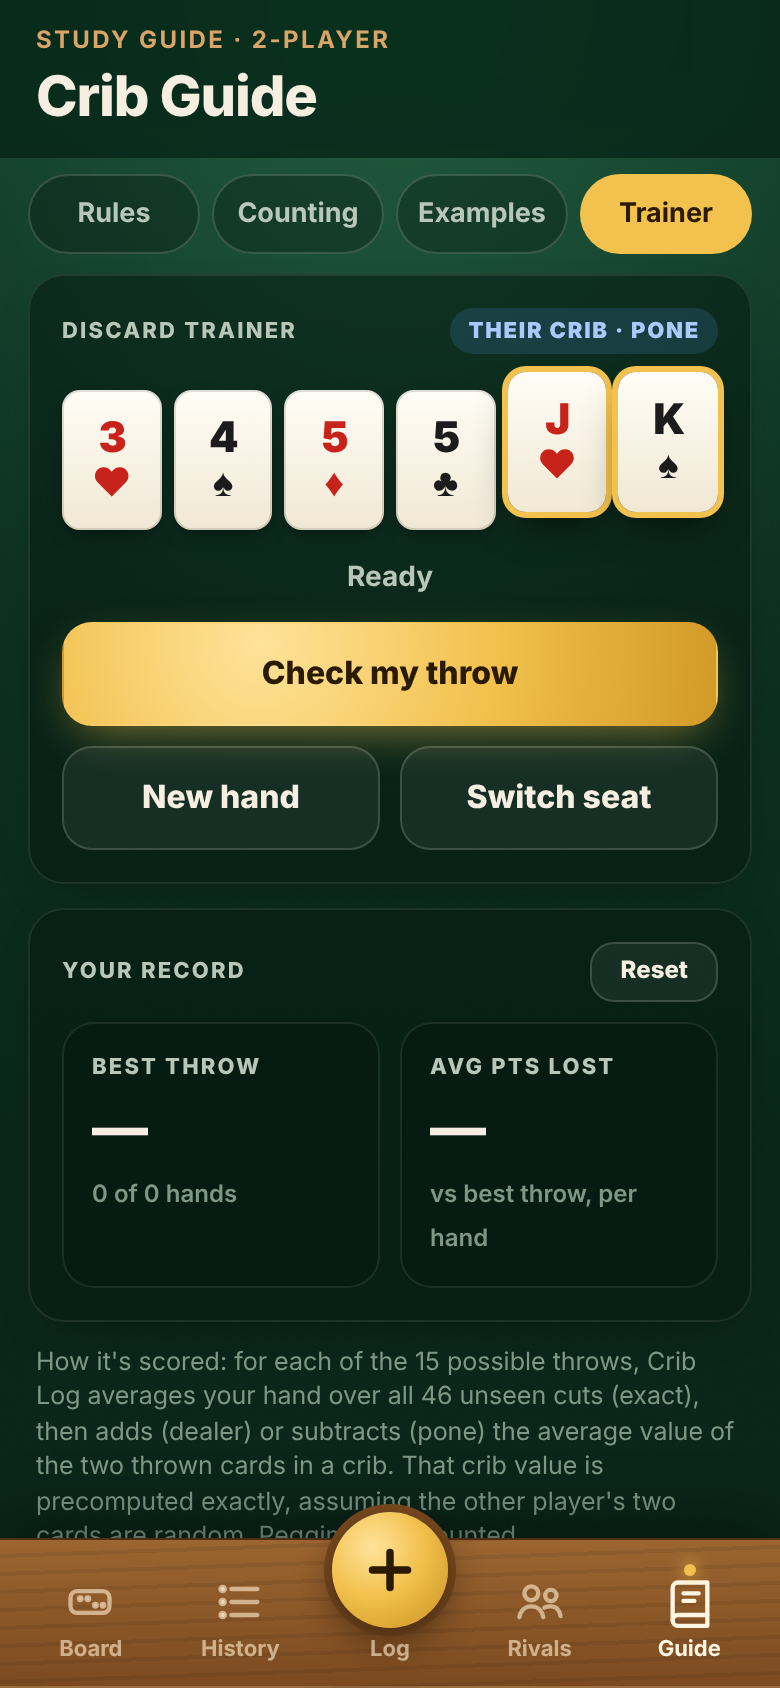 STUDY GUIDE · 2-PLAYER
Crib Guide
Rules
Counting
Examples
Trainer
DISCARD TRAINER
THEIR CRIB · PONE
3♥
4♠
5♦
5♣
J♥
K♠
Ready
Check my throw
New hand
Switch seat
YOUR RECORD
Reset
BEST THROW
—
0 of 0 hands
AVG PTS LOST
—
vs best throw, per
hand
How it's scored: for each of the 15 possible throws, Crib
Log averages your hand over all 46 unseen cuts (exact),
then adds (dealer) or subtracts (pone) the average value of
the two thrown cards in a crib. That crib value is
precomputed exactly, assuming the other player's two
cards are random.
Board
History
Log
Rivals
Guide